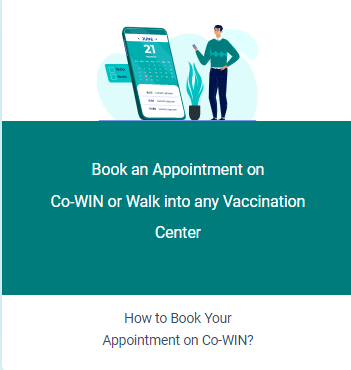 JUNE
21
Book an Appointment on
Co-WIN or Walk into any Vaccination
Center
How to Book Your
Appointment on Co-WIN?